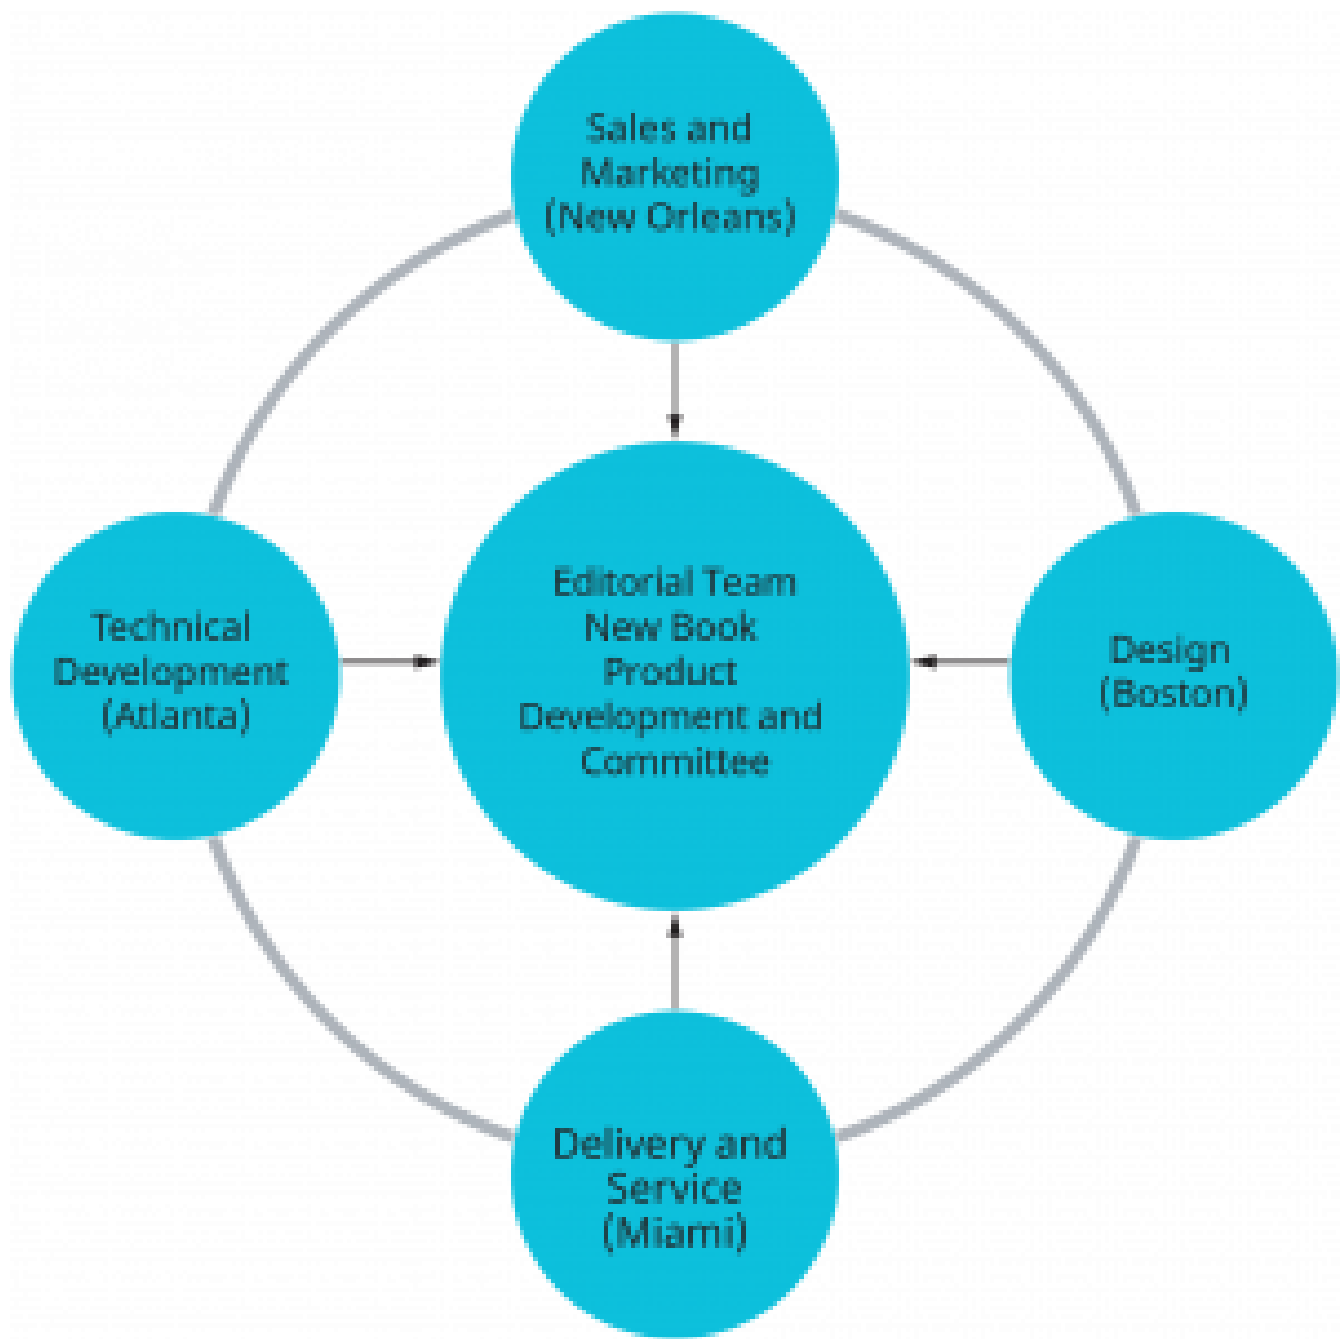 Sales and
Marketing
(New Orleans)
Technical
Development
(Atlanta)
Editorial Team
New Book
Product
Development and
Committee
Design
(Boston)
Delivery and
Service
(Miami)